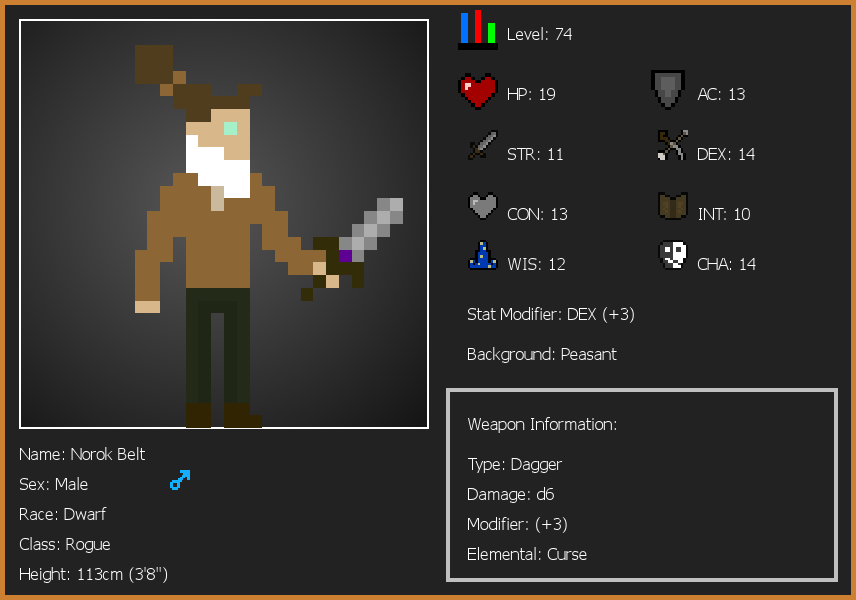 Level: 74
HP: 19
AC: 13
STR: 11
DEX: 14
CON: 13
INT: 10
WIS: 12
CHA: 14
Stat Modifier: DEX (+3)
Background: Peasant
Weapon Information:
Type: Dagger
Damage: d6
Modifier: (+3)
Elemental: Curse
Name: Norok Belt
Sex: Male
Race: Dwarf
Class: Rogue
Height: 113cm (3'8")